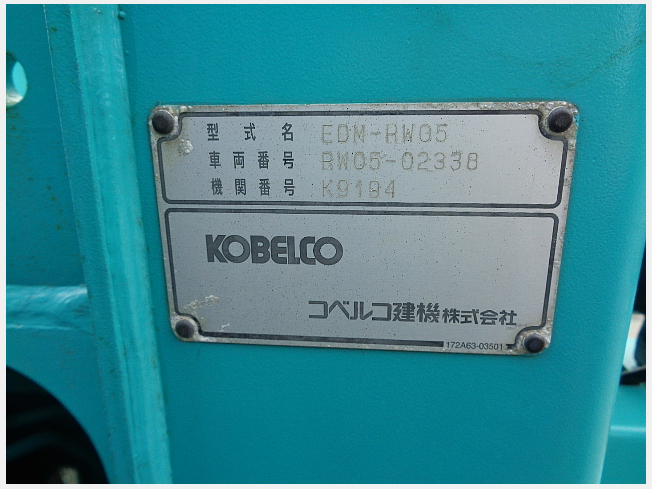 型式名 EDM-RW05
車両番号 RW05-02338
機関番号 K9194
KOBELCO
コベルコ建機株式会社
172A63-03501